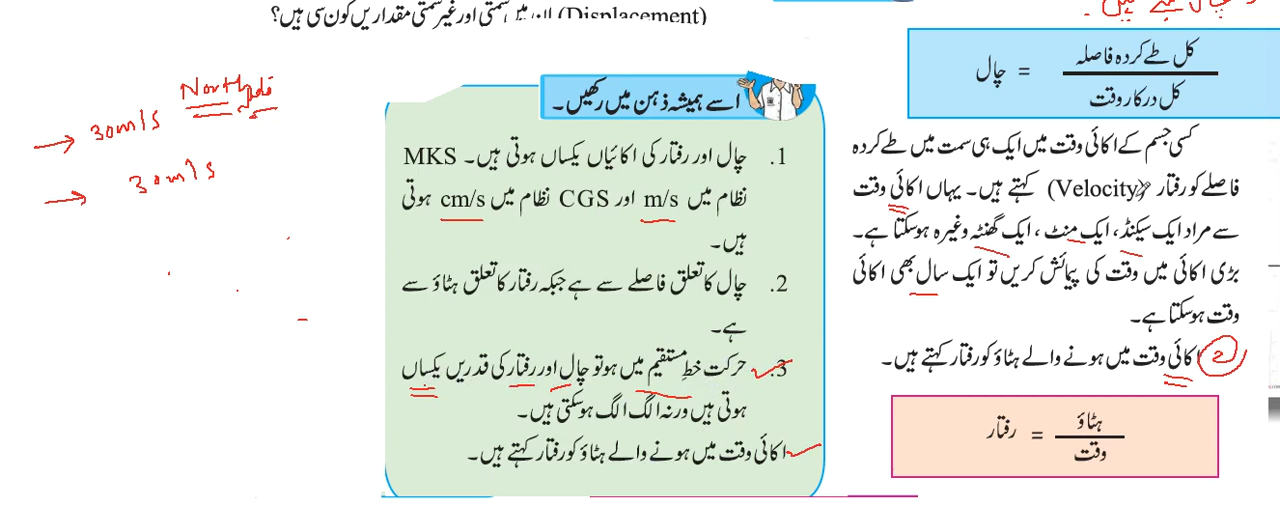 (Displacement) ان میں سمتی اور غیر سمتی مقداریں کون سی ہیں؟
چال = کل طے کردہ فاصلہ / کل درکار وقت
کسی جسم کے اکائی وقت میں ایک ہی سمت میں طے کردہ
فاصلے کو رفتار (Velocity) کہتے ہیں۔ یہاں اکائی وقت
سے مراد ایک سیکنڈ، ایک منٹ، ایک گھنٹہ وغیرہ ہوسکتا ہے۔
بڑی اکائی میں وقت کی پیمائش کریں تو ایک سال بھی اکائی
وقت ہوسکتا ہے۔
اکائی وقت میں ہونے والے ہٹاؤ کو رفتار کہتے ہیں۔
رفتار = ہٹاؤ / وقت
اسے ہمیشہ ذہن میں رکھیں۔
1. چال اور رفتار کی اکائیاں یکساں ہوتی ہیں۔ MKS
نظام میں m/s اور CGS نظام میں cm/s ہوتی
ہیں۔
2. چال کا تعلق فاصلے سے ہے جبکہ رفتار کا تعلق ہٹاؤ سے
ہے۔
3. حرکت خطِ مستقیم میں ہو تو چال اور رفتار کی قدریں یکساں
ہوتی ہیں ورنہ الگ الگ ہوسکتی ہیں۔
اکائی وقت میں ہونے والے ہٹاؤ کو رفتار کہتے ہیں۔
→ 30m/s North
→ 30m/s